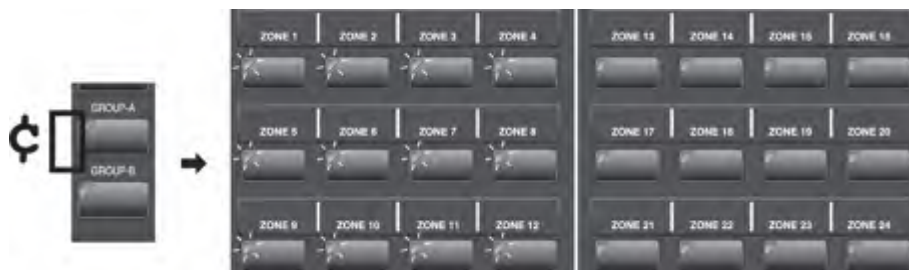 ZONE 1 ZONE 2 ZONE 3 ZONE 4 ZONE 13 ZONE 14 ZONE 15 ZONE 16
GROUP-A
¢
ZONE 5 ZONE 6 ZONE 7 ZONE 8 ZONE 17 ZONE 18 ZONE 19 ZONE 20
GROUP-B
ZONE 9 ZONE 10 ZONE 11 ZONE 12 ZONE 21 ZONE 22 ZONE 23 ZONE 24